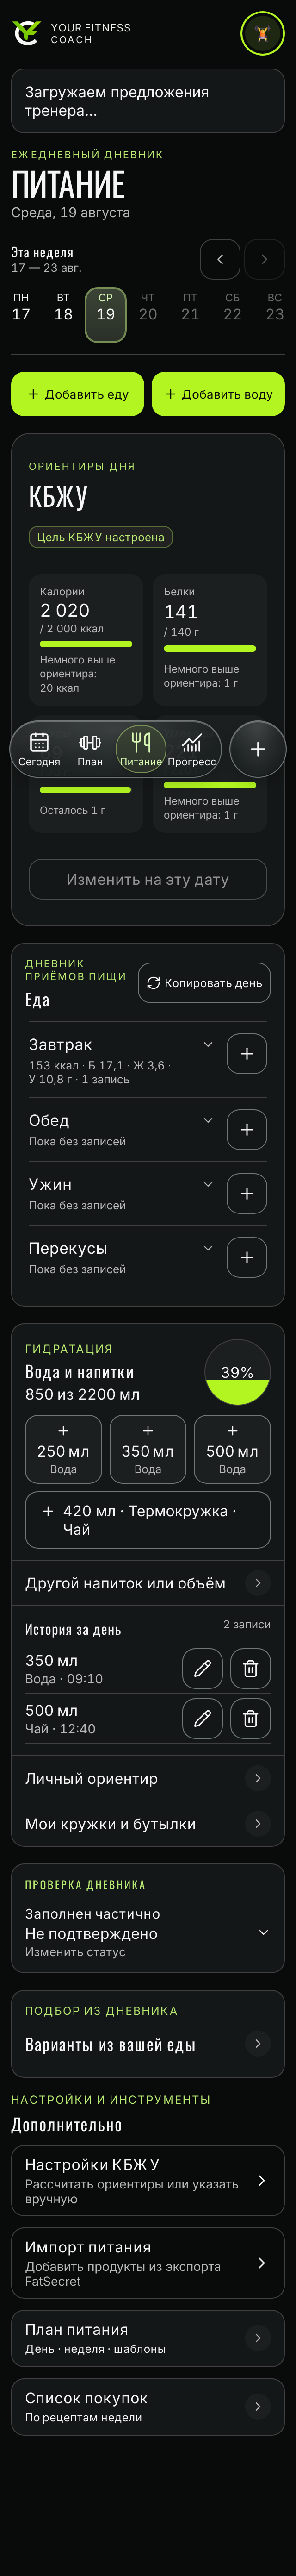 YOUR FITNESS
COACH
Загружаем предложения
тренера...
ЕЖЕДНЕВНЫЙ ДНЕВНИК
ПИТАНИЕ
Среда, 19 августа
Эта неделя
17 — 23 авг.
ПН ВТ СР ЧТ ПТ СБ ВС
17 18 19 20 21 22 23
+ Добавить еду + Добавить воду
ОРИЕНТИРЫ ДНЯ
КБЖУ
Цель КБЖУ настроена
Калории
2 020
/ 2 000 ккал
Немного выше
ориентира:
20 ккал
Белки
141
/ 140 г
Немного выше
ориентира: 1 г
Сегодня План Питание Прогресс +
Осталось 1 г
Немного выше
ориентира: 1 г
Изменить на эту дату
ДНЕВНИК
ПРИЁМОВ ПИЩИ
Еда
Копировать день
Завтрак
153 ккал · Б 17,1 · Ж 3,6 ·
У 10,8 г · 1 запись
Обед
Пока без записей
Ужин
Пока без записей
Перекусы
Пока без записей
ГИДРАТАЦИЯ
Вода и напитки
850 из 2200 мл
39%
+ + +
250 мл 350 мл 500 мл
Вода Вода Вода
+ 420 мл · Термокружка ·
Чай
Другой напиток или объём
История за день 2 записи
350 мл
Вода · 09:10
500 мл
Чай · 12:40
Личный ориентир
Мои кружки и бутылки
ПРОВЕРКА ДНЕВНИКА
Заполнен частично
Не подтверждено
Изменить статус
ПОДБОР ИЗ ДНЕВНИКА
Варианты из вашей еды
НАСТРОЙКИ И ИНСТРУМЕНТЫ
Дополнительно
Настройки КБЖУ
Рассчитать ориентиры или указать
вручную
Импорт питания
Добавить продукты из экспорта
FatSecret
План питания
День · неделя · шаблоны
Список покупок
По рецептам недели